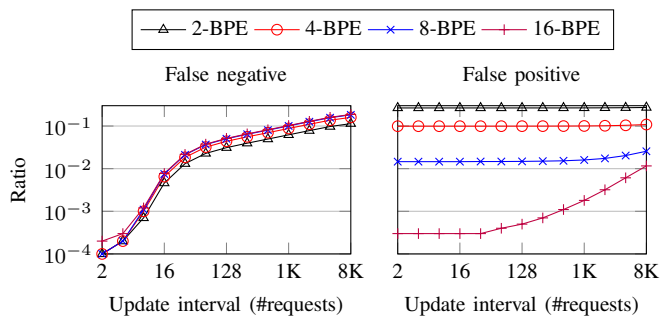 2-BPE 4-BPE 8-BPE 16-BPE
False negative
False positive
Ratio
10⁻¹
10⁻²
10⁻³
10⁻⁴
2 16 128 1K 8K
2 16 128 1K 8K
Update interval (#requests)
Update interval (#requests)